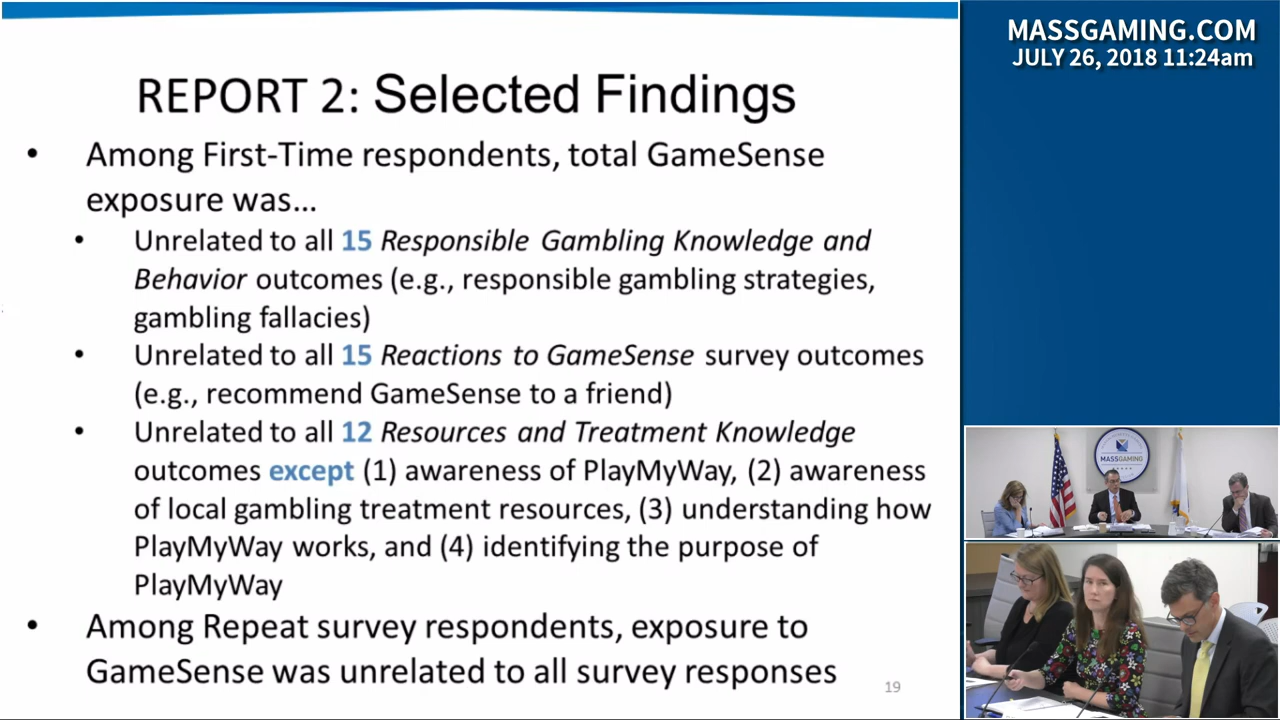 REPORT 2: Selected Findings
• Among First-Time respondents, total GameSense
exposure was...
• Unrelated to all 15 Responsible Gambling Knowledge and
Behavior outcomes (e.g., responsible gambling strategies,
gambling fallacies)
• Unrelated to all 15 Reactions to GameSense survey outcomes
(e.g., recommend GameSense to a friend)
• Unrelated to all 12 Resources and Treatment Knowledge
outcomes except (1) awareness of PlayMyWay, (2) awareness
of local gambling treatment resources, (3) understanding how
PlayMyWay works, and (4) identifying the purpose of
PlayMyWay
• Among Repeat survey respondents, exposure to
GameSense was unrelated to all survey responses
19
MASSGAMING.COM
JULY 26, 2018 11:24am
MASSGAMING